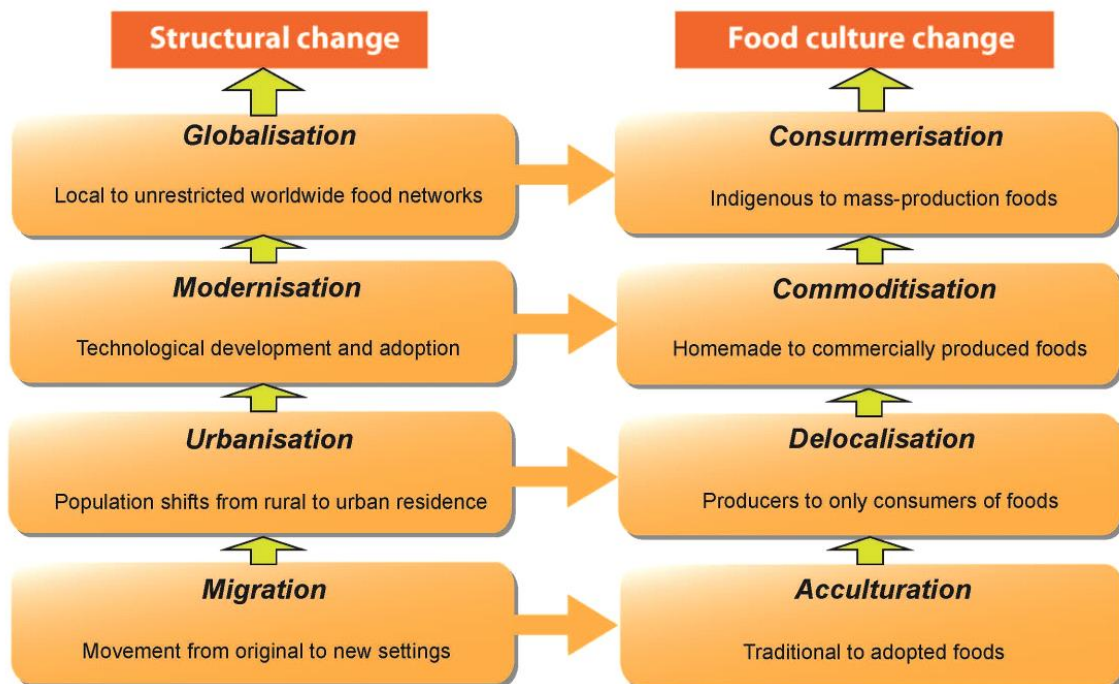 Structural change
Food culture change
Globalisation
Local to unrestricted worldwide food networks
Consurmerisation
Indigenous to mass-production foods
Modernisation
Technological development and adoption
Commoditisation
Homemade to commercially produced foods
Urbanisation
Population shifts from rural to urban residence
Delocalisation
Producers to only consumers of foods
Migration
Movement from original to new settings
Acculturation
Traditional to adopted foods